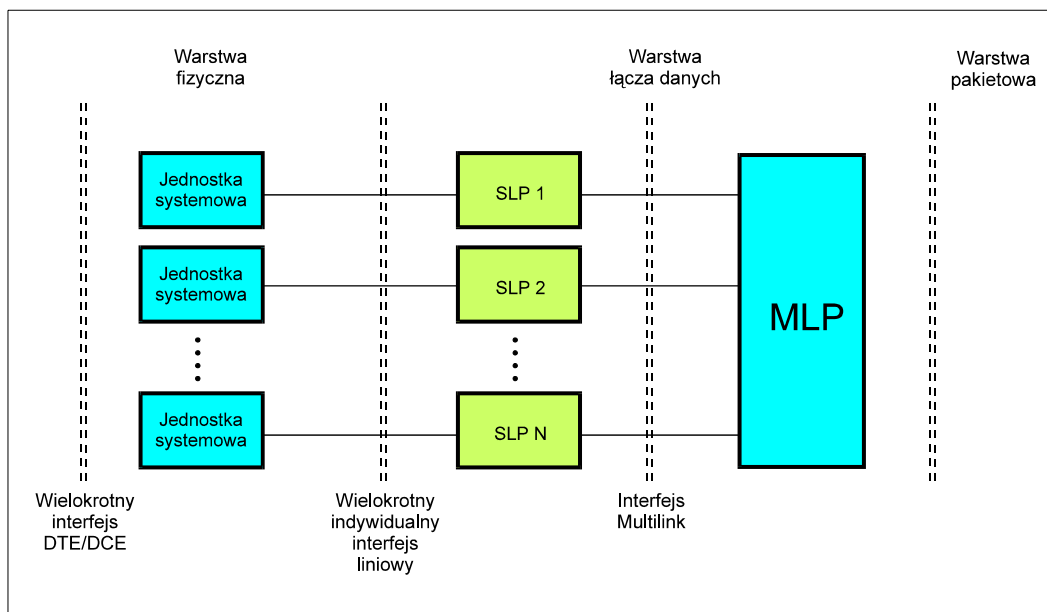 Warstwa
fizyczna
Warstwa
łącza danych
Warstwa
pakietowa
Jednostka
systemowa
SLP 1
Jednostka
systemowa
SLP 2
MLP
Jednostka
systemowa
SLP N
Wielokrotny
interfejs
DTE/DCE
Wielokrotny
indywidualny
interfejs
liniowy
Interfejs
Multilink